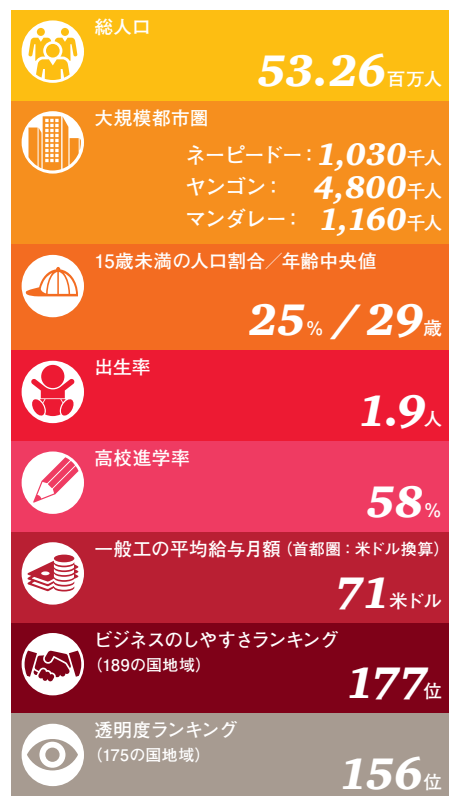 総人口
53.26百万人
大規模都市圏
ネーピードー：1,030千人
ヤンゴン：4,800千人
マンダレー：1,160千人
15歳未満の人口割合／年齢中央値
25% / 29歳
出生率
1.9人
高校進学率
58%
一般工の平均給与月額（首都圏：米ドル換算）
71米ドル
ビジネスのしやすさランキング
（189の国地域）
177位
透明度ランキング
（175の国地域）
156位